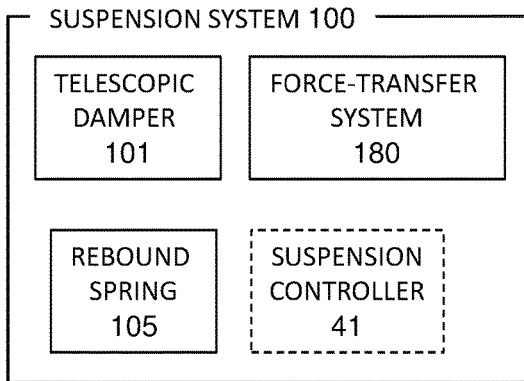 SUSPENSION SYSTEM 100
TELESCOPIC
DAMPER
101
FORCE-TRANSFER
SYSTEM
180
REBOUND
SPRING
105
SUSPENSION
CONTROLLER
41